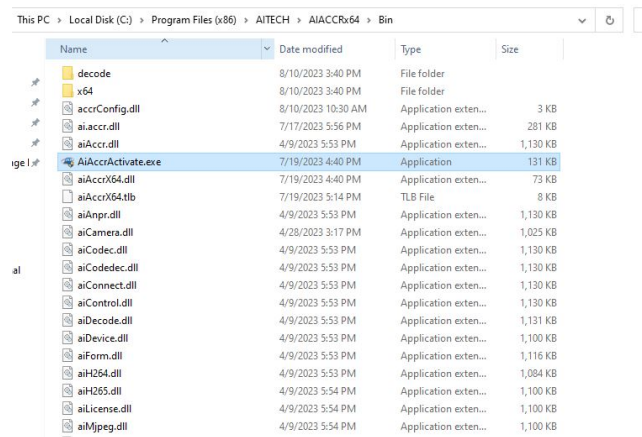 This PC > Local Disk (C:) > Program Files (x86) > AITECH > AIACCRx64 > Bin
Name Date modified Type Size
decode 8/10/2023 3:40 PM File folder
x64 8/10/2023 3:40 PM File folder
accrConfig.dll 8/10/2023 10:30 AM Application exten... 3 KB
ai.accr.dll 7/17/2023 5:56 PM Application exten... 281 KB
aiAccr.dll 4/9/2023 5:53 PM Application exten... 1,130 KB
AiAccrActivate.exe 7/19/2023 4:40 PM Application 131 KB
aiAccrX64.dll 7/19/2023 4:40 PM Application exten... 73 KB
aiAccrX64.tlb 7/19/2023 5:14 PM TLB File 8 KB
aiAnpr.dll 4/9/2023 5:53 PM Application exten... 1,130 KB
aiCamera.dll 4/28/2023 3:17 PM Application exten... 1,025 KB
aiCodec.dll 4/9/2023 5:53 PM Application exten... 1,130 KB
aiCodedec.dll 4/9/2023 5:53 PM Application exten... 1,130 KB
aiConnect.dll 4/9/2023 5:53 PM Application exten... 1,130 KB
aiControl.dll 4/9/2023 5:53 PM Application exten... 1,130 KB
aiDecode.dll 4/9/2023 5:53 PM Application exten... 1,131 KB
aiDevice.dll 4/9/2023 5:53 PM Application exten... 1,100 KB
aiForm.dll 4/9/2023 5:53 PM Application exten... 1,116 KB
aiH264.dll 4/9/2023 5:53 PM Application exten... 1,084 KB
aiH265.dll 4/9/2023 5:54 PM Application exten... 1,100 KB
aiLicense.dll 4/9/2023 5:54 PM Application exten... 1,100 KB
aiMjpeg.dll 4/9/2023 5:54 PM Application exten... 1,100 KB